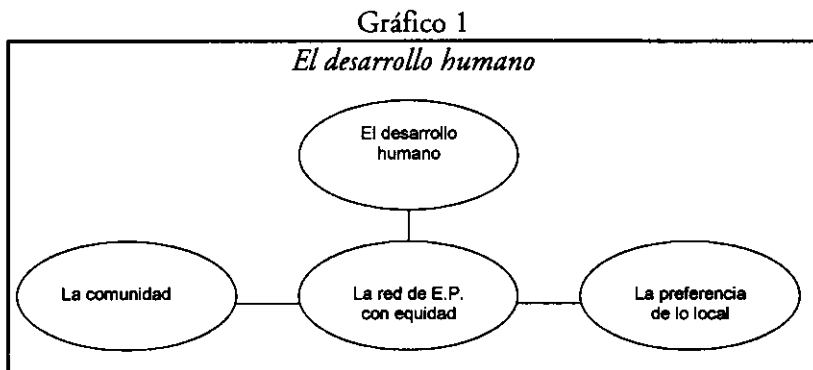 Gráfico 1
El desarrollo humano
El desarrollo
humano
La comunidad
La red de E.P.
con equidad
La preferencia
de lo local